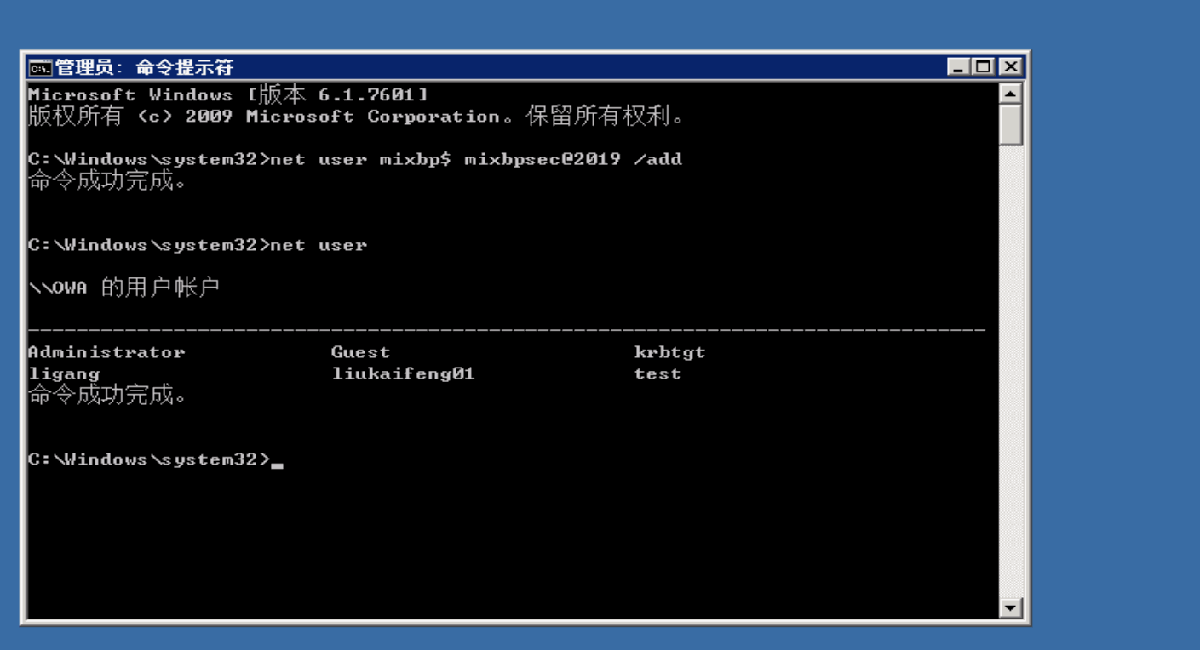 管理员: 命令提示符
Microsoft Windows [版本 6.1.7601]
版权所有 (c) 2009 Microsoft Corporation。保留所有权利。
C:\Windows\system32>net user mixbp$ mixbpsec@2019 /add
命令成功完成。
C:\Windows\system32>net user
\\OWA 的用户帐户
-------------------------------------------------------------------------------
Administrator Guest krbtgt
ligang liukaifeng01 test
命令成功完成。
C:\Windows\system32>